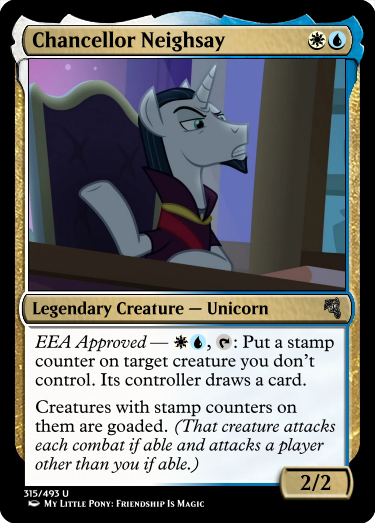 Chancellor Neighsay
Legendary Creature — Unicorn
EEA Approved — , : Put a stamp
counter on target creature you don't
control. Its controller draws a card.
Creatures with stamp counters on
them are goaded. (That creature attacks
each combat if able and attacks a player
other than you if able.)
2/2
315/493 U
My Little Pony: Friendship Is Magic